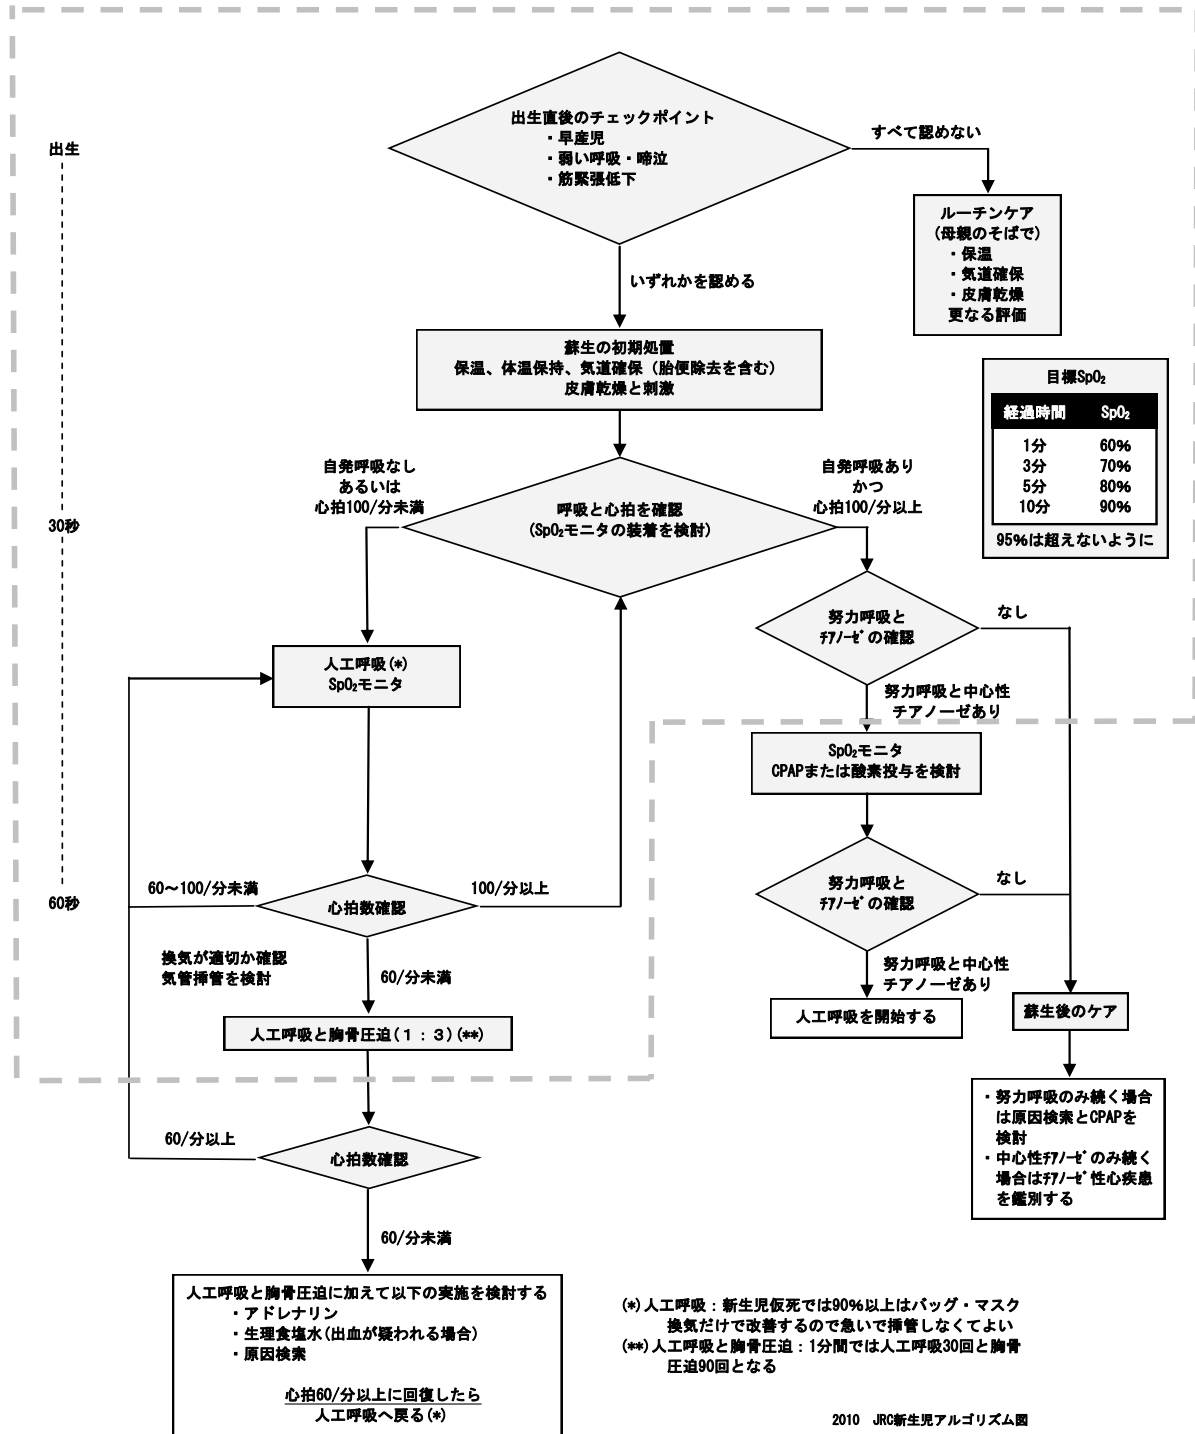 出生直後のチェックポイント
・早産児
・弱い呼吸・啼泣
・筋緊張低下
すべて認めない
出生
ルーチンケア
(母親のそばで)
・保温
・気道確保
・皮膚乾燥
更なる評価
いずれかを認める
蘇生の初期処置
保温、体温保持、気道確保（胎便除去を含む）
皮膚乾燥と刺激
目標SpO₂
経過時間 SpO₂
1分 60%
3分 70%
5分 80%
10分 90%
95%は超えないように
自発呼吸なし
あるいは
心拍100/分未満
自発呼吸あり
かつ
心拍100/分以上
30秒
呼吸と心拍を確認
(SpO₂モニタの装着を検討)
努力呼吸と
ﾁｱﾉｰｾﾞの確認
なし
人工呼吸(*)
SpO₂モニタ
努力呼吸と中心性
チアノーゼあり
SpO₂モニタ
CPAPまたは酸素投与を検討
60～100/分未満
100/分以上
60秒
心拍数確認
努力呼吸と
ﾁｱﾉｰｾﾞの確認
なし
換気が適切か確認
気管挿管を検討
60/分未満
努力呼吸と中心性
チアノーゼあり
人工呼吸を開始する
蘇生後のケア
人工呼吸と胸骨圧迫(１：３)(**)
60/分以上
心拍数確認
・努力呼吸のみ続く場合
は原因検索とCPAPを
検討
・中心性ﾁｱﾉｰｾﾞのみ続く
場合はﾁｱﾉｰｾﾞ性心疾患
を鑑別する
60/分未満
人工呼吸と胸骨圧迫に加えて以下の実施を検討する
・アドレナリン
・生理食塩水(出血が疑われる場合)
・原因検索
心拍60/分以上に回復したら
人工呼吸へ戻る(*)
(*)人工呼吸：新生児仮死では90%以上はバッグ・マスク
換気だけで改善するので急いで挿管しなくてよい
(**)人工呼吸と胸骨圧迫：1分間では人工呼吸30回と胸骨
圧迫90回となる
2010 JRC新生児アルゴリズム図